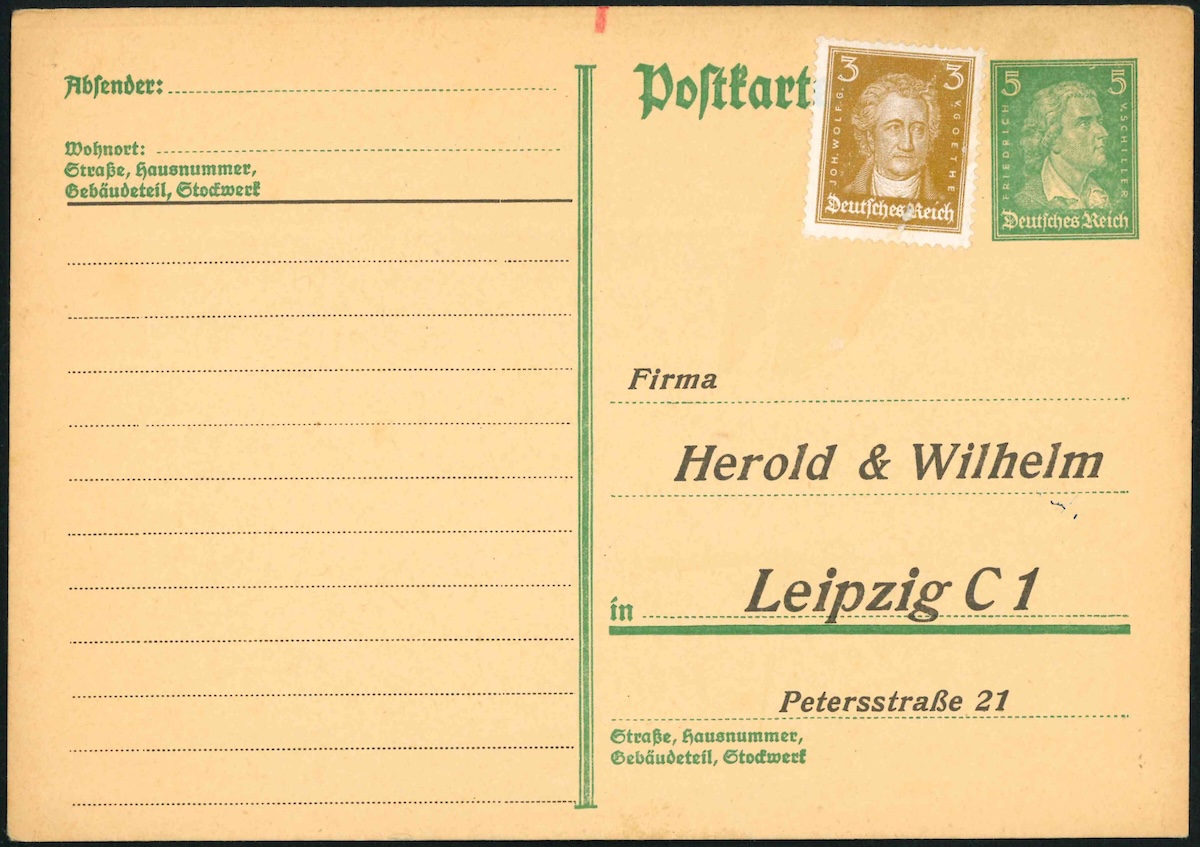 Absender:
Wohnort:
Straße, Hausnummer,
Gebäudeteil, Stockwerk
Postkart
3 3
JOH. WOLFG. V. GOETHE
Deutsches Reich
5 5
FRIEDRICH V. SCHILLER
Deutsches Reich
Firma
Herold & Wilhelm
in Leipzig C 1
Petersstraße 21
Straße, Hausnummer,
Gebäudeteil, Stockwerk